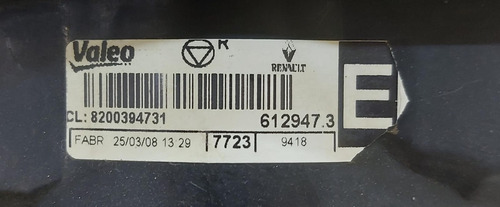 Valeo R RENAULT
E
CL: 8200394731 612947.3
FABR 25/03/08 13 29 7723 9418